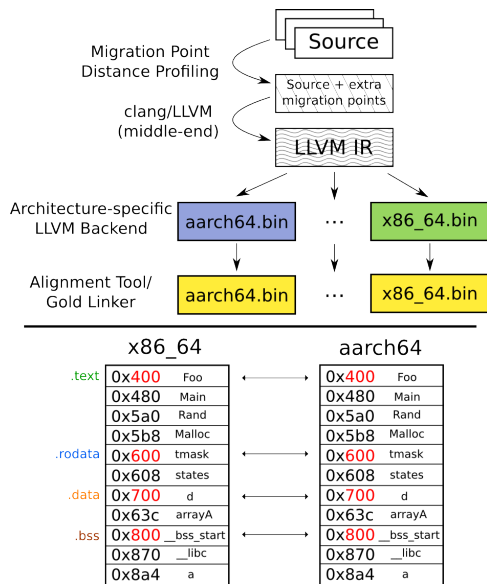 Source
Migration Point
Distance Profiling
Source + extra
migration points
clang/LLVM
(middle-end)
LLVM IR
Architecture-specific
LLVM Backend
aarch64.bin
...
x86_64.bin
Alignment Tool/
Gold Linker
aarch64.bin
...
x86_64.bin
x86_64
aarch64
.text 0x400 Foo 0x400 Foo
0x480 Main 0x480 Main
0x5a0 Rand 0x5a0 Rand
0x5b8 Malloc 0x5b8 Malloc
.rodata 0x600 tmask 0x600 tmask
0x608 states 0x608 states
.data 0x700 d 0x700 d
0x63c arrayA 0x63c arrayA
.bss 0x800 __bss_start 0x800 __bss_start
0x870 __libc 0x870 __libc
0x8a4 a 0x8a4 a